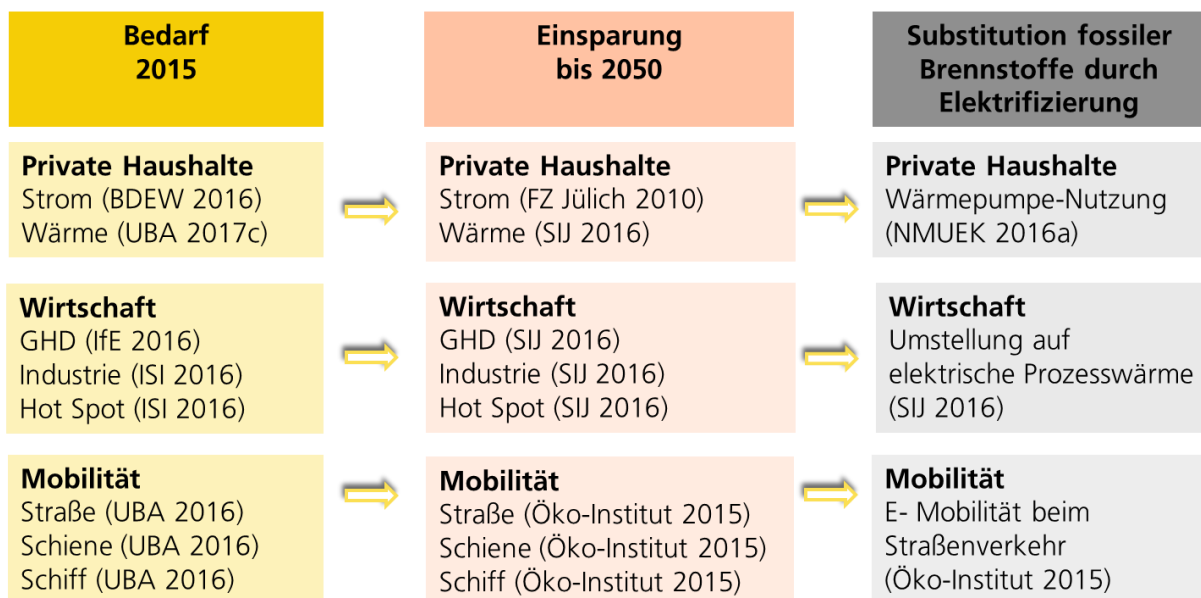 Bedarf
2015
Einsparung
bis 2050
Substitution fossiler
Brennstoffe durch
Elektrifizierung
Private Haushalte
Strom (BDEW 2016)
Wärme (UBA 2017c)
Private Haushalte
Strom (FZ Jülich 2010)
Wärme (SIJ 2016)
Private Haushalte
Wärmepumpe-Nutzung
(NMUEK 2016a)
Wirtschaft
GHD (IfE 2016)
Industrie (ISI 2016)
Hot Spot (ISI 2016)
Wirtschaft
GHD (SIJ 2016)
Industrie (SIJ 2016)
Hot Spot (SIJ 2016)
Wirtschaft
Umstellung auf
elektrische Prozesswärme
(SIJ 2016)
Mobilität
Straße (UBA 2016)
Schiene (UBA 2016)
Schiff (UBA 2016)
Mobilität
Straße (Öko-Institut 2015)
Schiene (Öko-Institut 2015)
Schiff (Öko-Institut 2015)
Mobilität
E- Mobilität beim
Straßenverkehr
(Öko-Institut 2015)